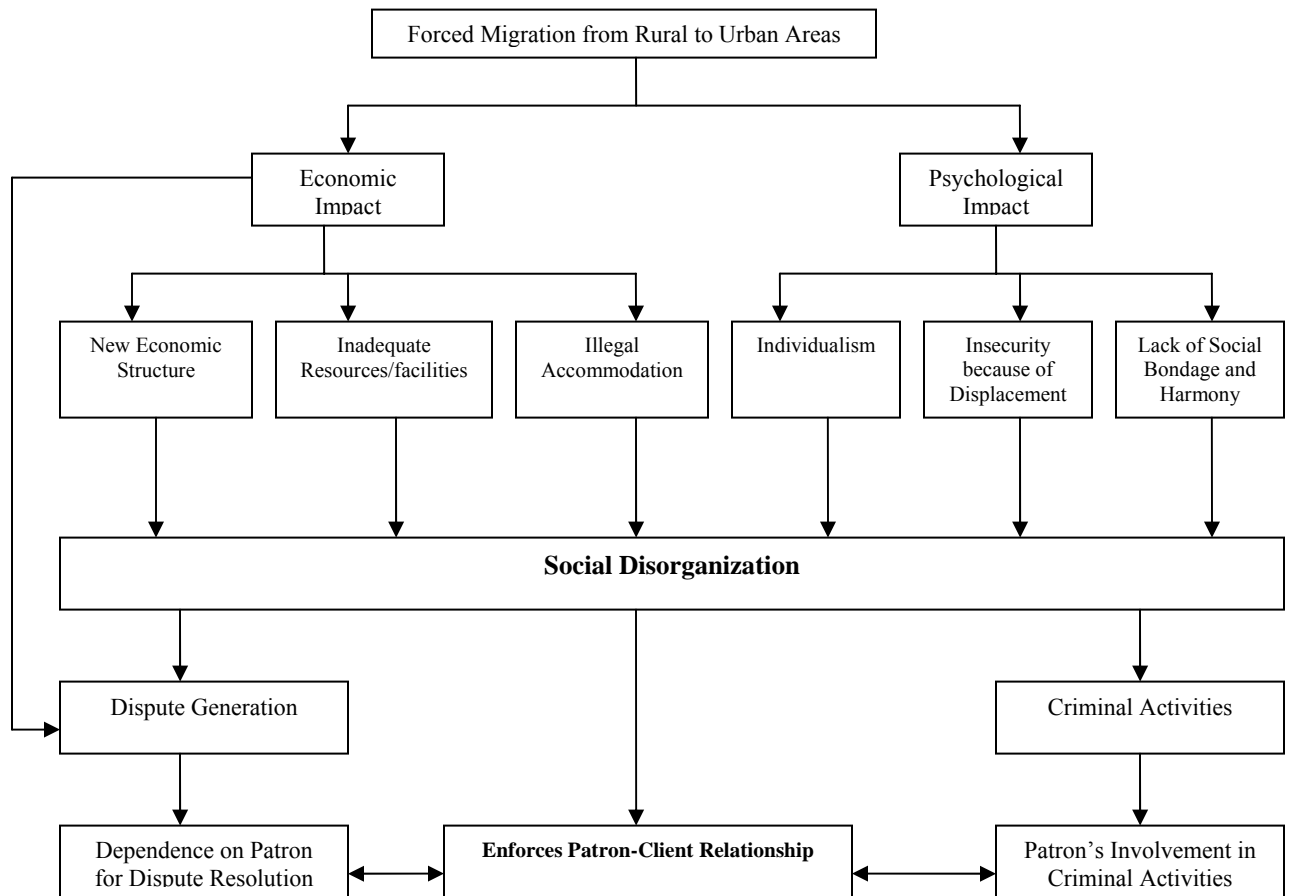 Forced Migration from Rural to Urban Areas
Economic
Impact
Psychological
Impact
New Economic
Structure
Inadequate
Resources/facilities
Illegal
Accommodation
Individualism
Insecurity
because of
Displacement
Lack of Social
Bondage and
Harmony
Social Disorganization
Dispute Generation
Criminal Activities
Dependence on Patron
for Dispute Resolution
Enforces Patron-Client Relationship
Patron’s Involvement in
Criminal Activities